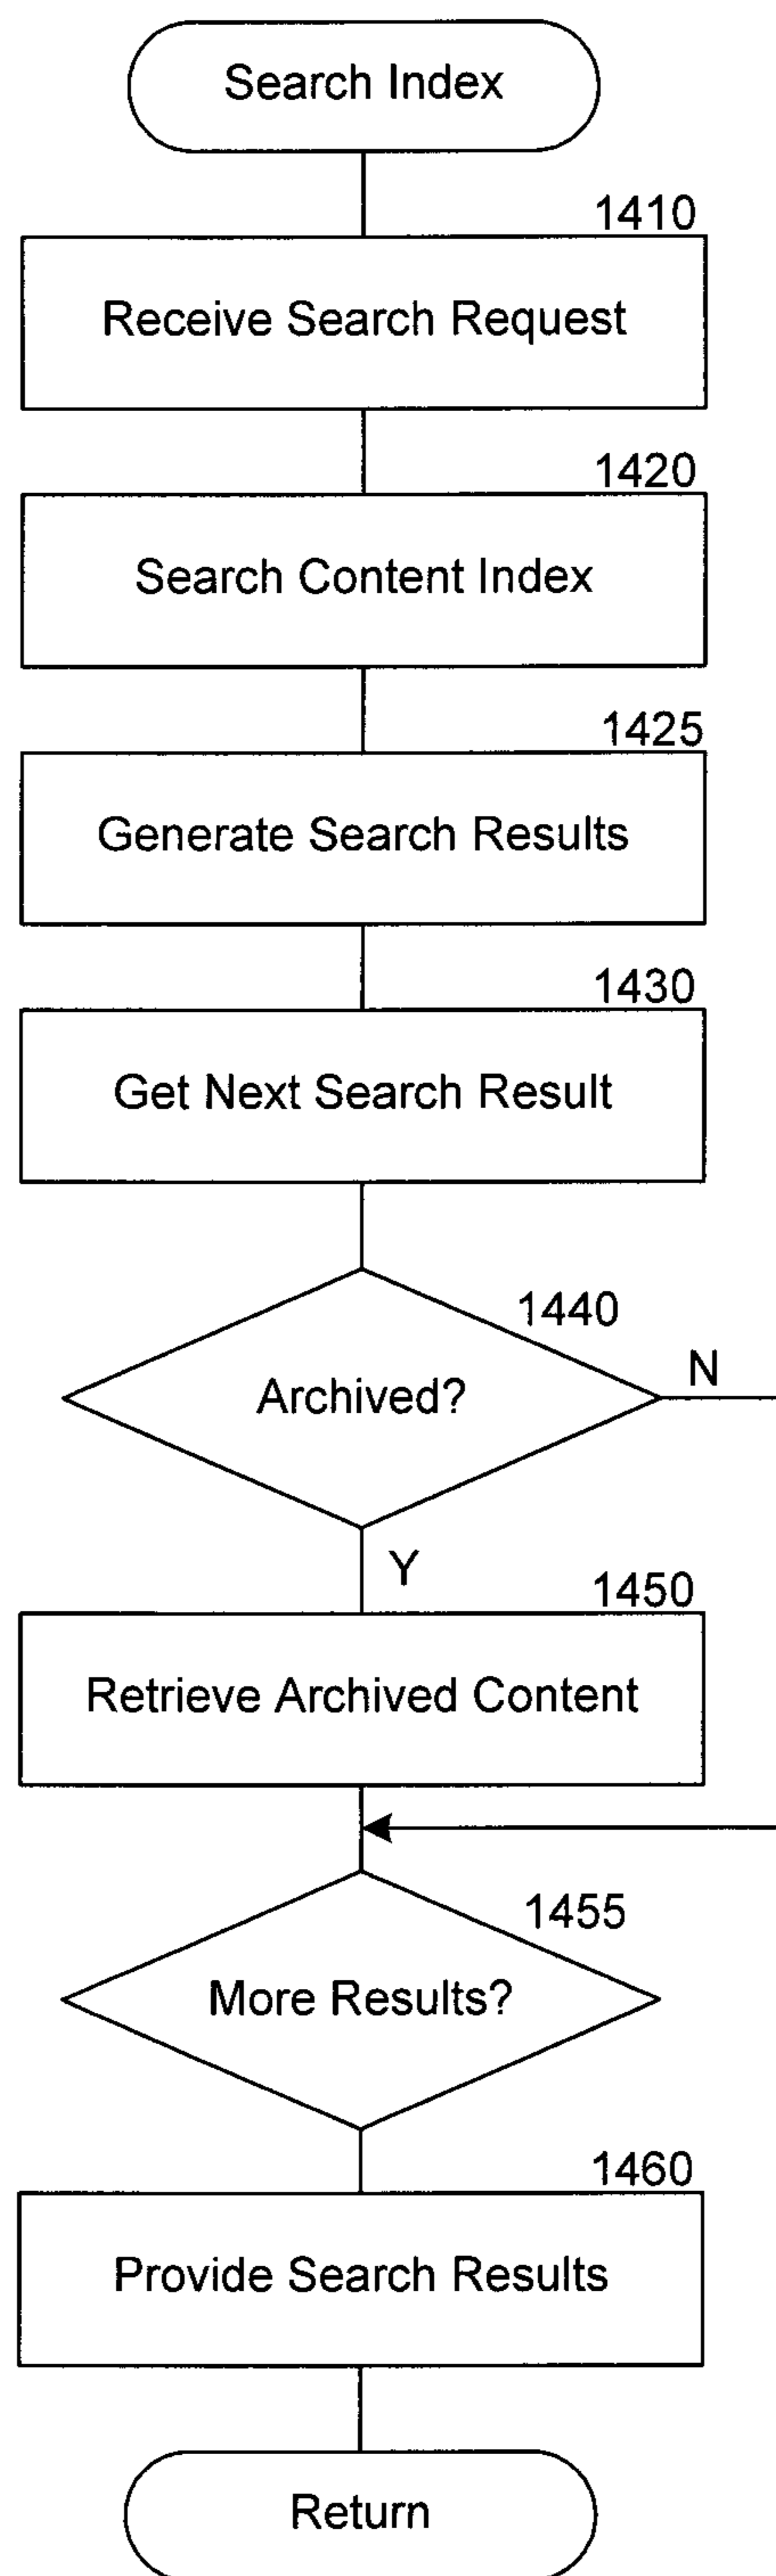 Search Index
1410
Receive Search Request
1420
Search Content Index
1425
Generate Search Results
1430
Get Next Search Result
1440
Archived?
N
Y
1450
Retrieve Archived Content
1455
More Results?
1460
Provide Search Results
Return